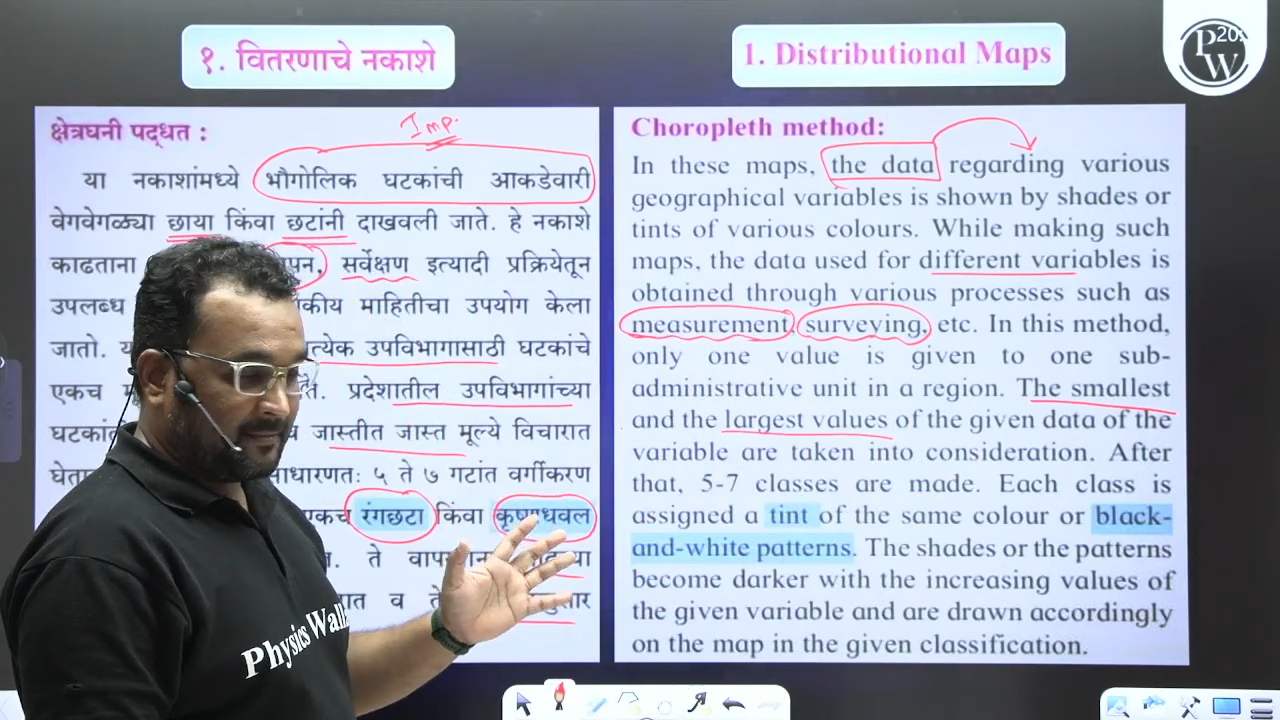 १. वितरणाचे नकाशे
क्षेत्रघनी पद्धत :
Imp.
या नकाशांमध्ये भौगोलिक घटकांची आकडेवारी
वेगवेगळ्या छाया किंवा छटांनी दाखवली जाते. हे नकाशे
काढताना सर्वेक्षण इत्यादी प्रक्रियेतून
उपलब्ध माहितीचा उपयोग केला
जातो. उपविभागासाठी घटकांचे
एकच प्रदेशातील उपविभागांच्या
जास्तीत जास्त मूल्ये विचारात
५ ते ७ गटांत वर्गीकरण
रंगछटा किंवा कृष्णधवल
ते
व
1. Distributional Maps
Choropleth method:
In these maps, the data regarding various
geographical variables is shown by shades or
tints of various colours. While making such
maps, the data used for different variables is
obtained through various processes such as
measurement, surveying, etc. In this method,
only one value is given to one sub-
administrative unit in a region. The smallest
and the largest values of the given data of the
variable are taken into consideration. After
that, 5-7 classes are made. Each class is
assigned a tint of the same colour or black-
and-white patterns. The shades or the patterns
become darker with the increasing values of
the given variable and are drawn accordingly
on the map in the given classification.
PW
Physics Wall